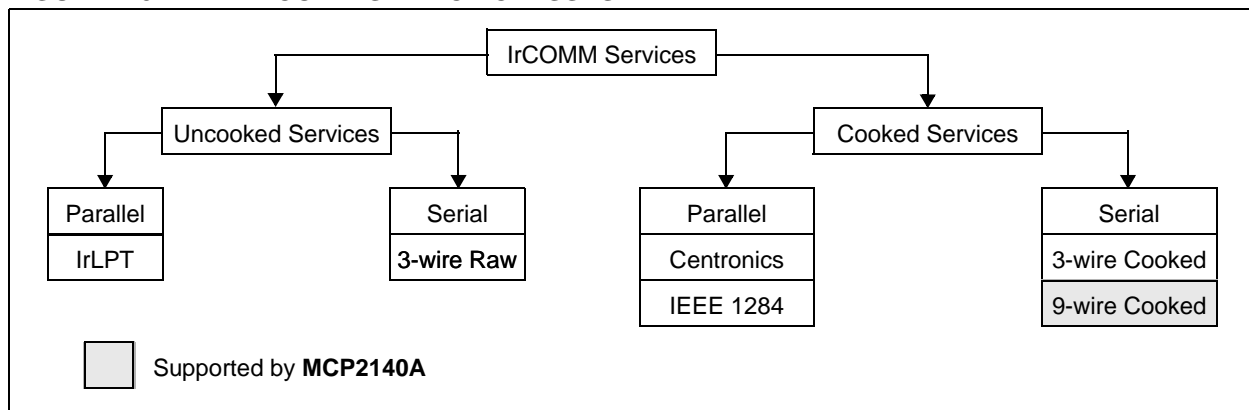 IrCOMM Services
Uncooked Services
Cooked Services
Parallel
IrLPT
Serial
3-wire Raw
Parallel
Centronics
IEEE 1284
Serial
3-wire Cooked
9-wire Cooked
Supported by MCP2140A